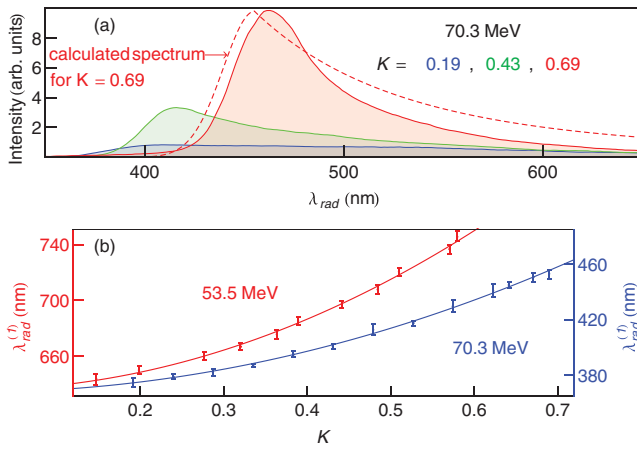 (a)
70.3 MeV
calculated spectrum
for K = 0.69
K = 0.19 , 0.43 , 0.69
Intensity (arb. units)
8
6
4
2
400 500 600
λrad (nm)
(b)
740
700
660
λrad(1) (nm)
53.5 MeV
70.3 MeV
460
420
380
λrad(1) (nm)
0.2 0.3 0.4 0.5 0.6 0.7
K